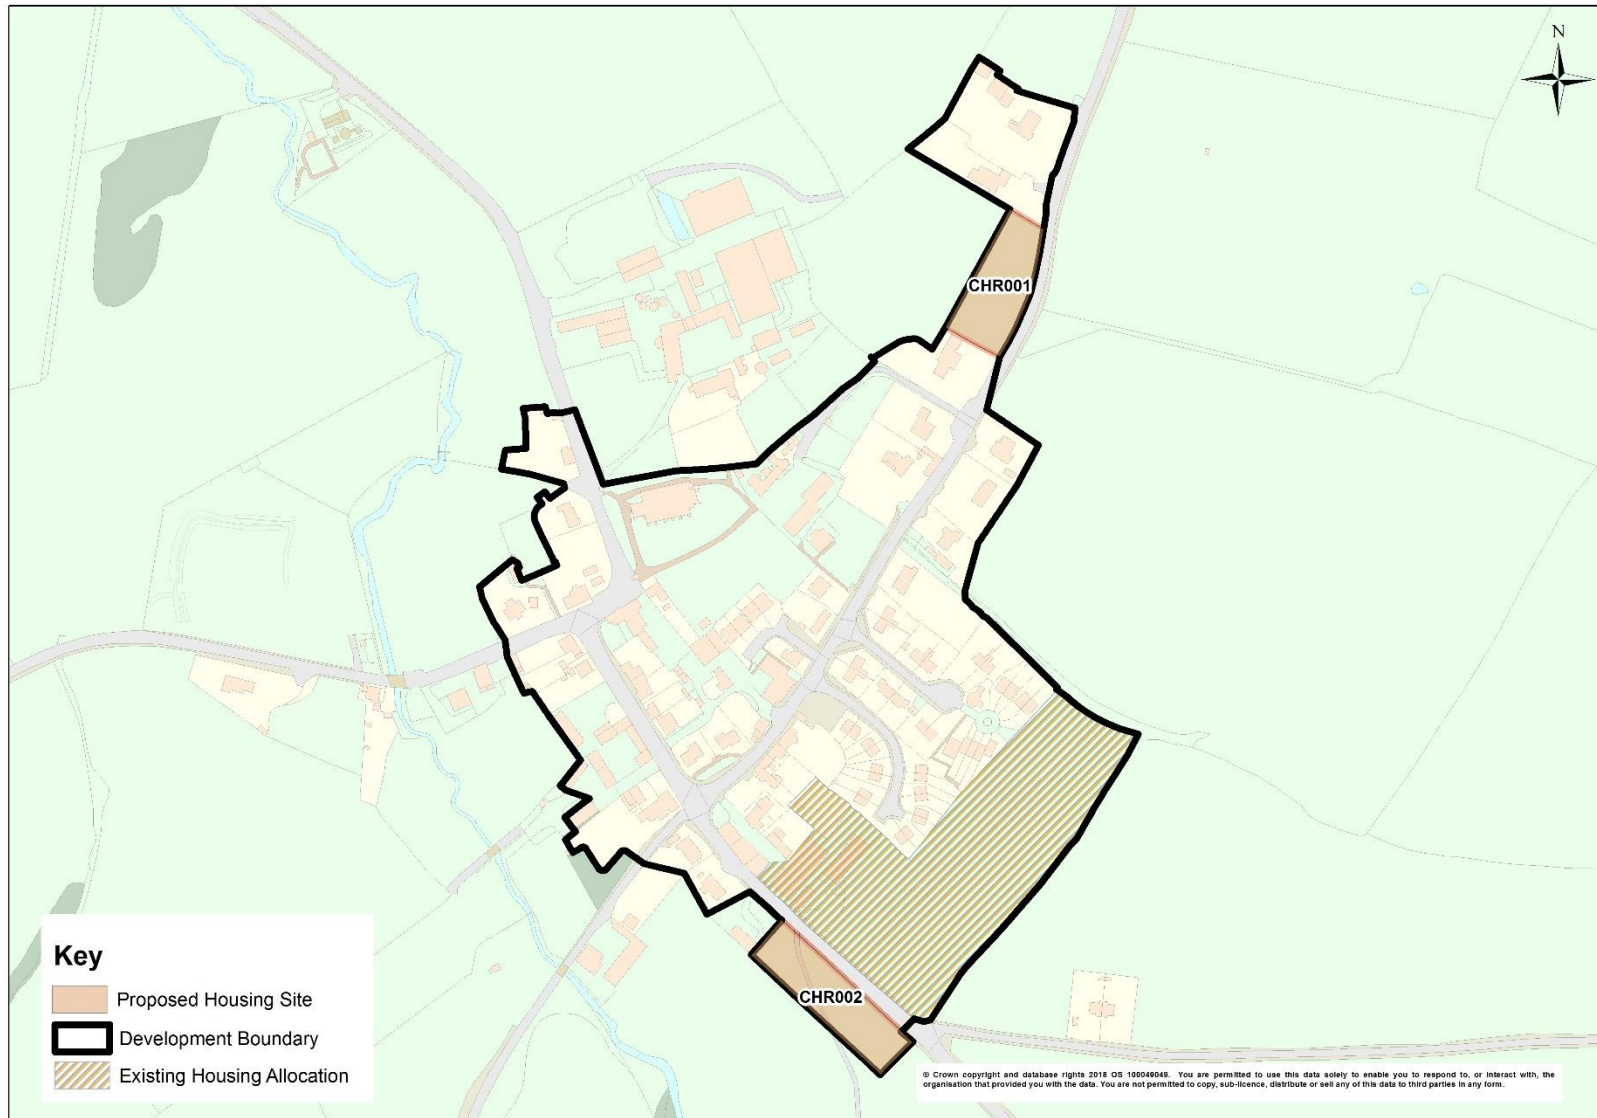 N
CHR001
CHR002
Key
Proposed Housing Site
Development Boundary
Existing Housing Allocation
© Crown copyright and database rights 2018 OS 100049049. You are permitted to use this data solely to enable you to respond to, or interact with, the
organisation that provided you with the data. You are not permitted to copy, sub-licence, distribute or sell any of this data to third parties in any form.